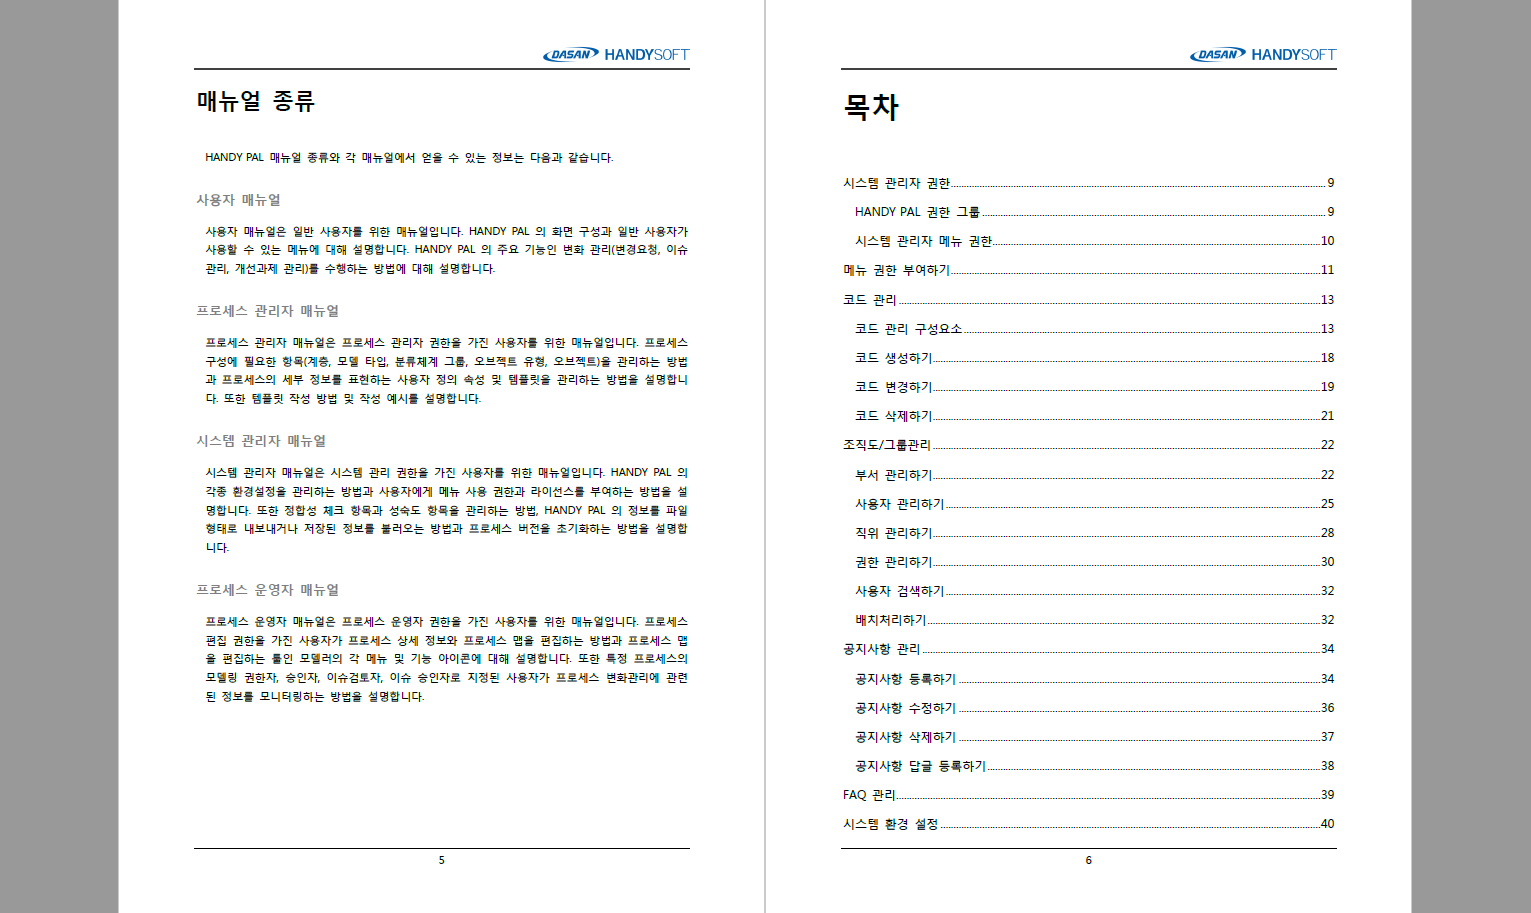 DASAN HANDYSOFT
매뉴얼 종류
HANDY PAL 매뉴얼 종류와 각 매뉴얼에서 얻을 수 있는 정보는 다음과 같습니다.
사용자 매뉴얼
사용자 매뉴얼은 일반 사용자를 위한 매뉴얼입니다. HANDY PAL 의 화면 구성과 일반 사용자가
사용할 수 있는 메뉴에 대해 설명합니다. HANDY PAL 의 주요 기능인 변화 관리(변경요청, 이슈
관리, 개선과제 관리)를 수행하는 방법에 대해 설명합니다.
프로세스 관리자 매뉴얼
프로세스 관리자 매뉴얼은 프로세스 관리자 권한을 가진 사용자를 위한 매뉴얼입니다. 프로세스
구성에 필요한 항목(계층, 모델 타입, 분류체계 그룹, 오브젝트 유형, 오브젝트)을 관리하는 방법
과 프로세스의 세부 정보를 표현하는 사용자 정의 속성 및 템플릿을 관리하는 방법을 설명합니
다. 또한 템플릿 작성 방법 및 작성 예시를 설명합니다.
시스템 관리자 매뉴얼
시스템 관리자 매뉴얼은 시스템 관리 권한을 가진 사용자를 위한 매뉴얼입니다. HANDY PAL 의
각종 환경설정을 관리하는 방법과 사용자에게 메뉴 사용 권한과 라이선스를 부여하는 방법을 설
명합니다. 또한 정합성 체크 항목과 성숙도 항목을 관리하는 방법, HANDY PAL 의 정보를 파일
형태로 내보내거나 저장된 정보를 불러오는 방법과 프로세스 버전을 초기화하는 방법을 설명합
니다.
프로세스 운영자 매뉴얼
프로세스 운영자 매뉴얼은 프로세스 운영자 권한을 가진 사용자를 위한 매뉴얼입니다. 프로세스
편집 권한을 가진 사용자가 프로세스 상세 정보와 프로세스 맵을 편집하는 방법과 프로세스 맵
을 편집하는 툴인 모델러의 각 메뉴 및 기능 아이콘에 대해 설명합니다. 또한 특정 프로세스의
모델링 권한자, 승인자, 이슈검토자, 이슈 승인자로 지정된 사용자가 프로세스 변화관리에 관련
된 정보를 모니터링하는 방법을 설명합니다.
5
DASAN HANDYSOFT
목차
시스템 관리자 권한 9
HANDY PAL 권한 그룹 9
시스템 관리자 메뉴 권한 10
메뉴 권한 부여하기 11
코드 관리 13
코드 관리 구성요소 13
코드 생성하기 18
코드 변경하기 19
코드 삭제하기 21
조직도/그룹관리 22
부서 관리하기 22
사용자 관리하기 25
직위 관리하기 28
권한 관리하기 30
사용자 검색하기 32
배치처리하기 32
공지사항 관리 34
공지사항 등록하기 34
공지사항 수정하기 36
공지사항 삭제하기 37
공지사항 답글 등록하기 38
FAQ 관리 39
시스템 환경 설정 40
6